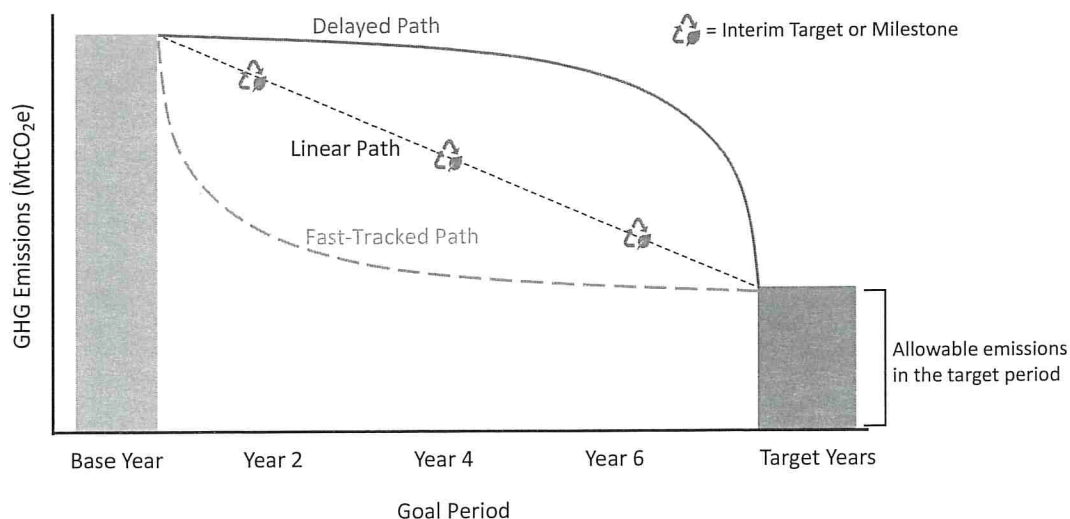 Delayed Path
= Interim Target or Milestone
GHG Emissions (MtCO₂e)
Linear Path
Fast-Tracked Path
Allowable emissions
in the target period
Base Year
Year 2
Year 4
Year 6
Target Years
Goal Period